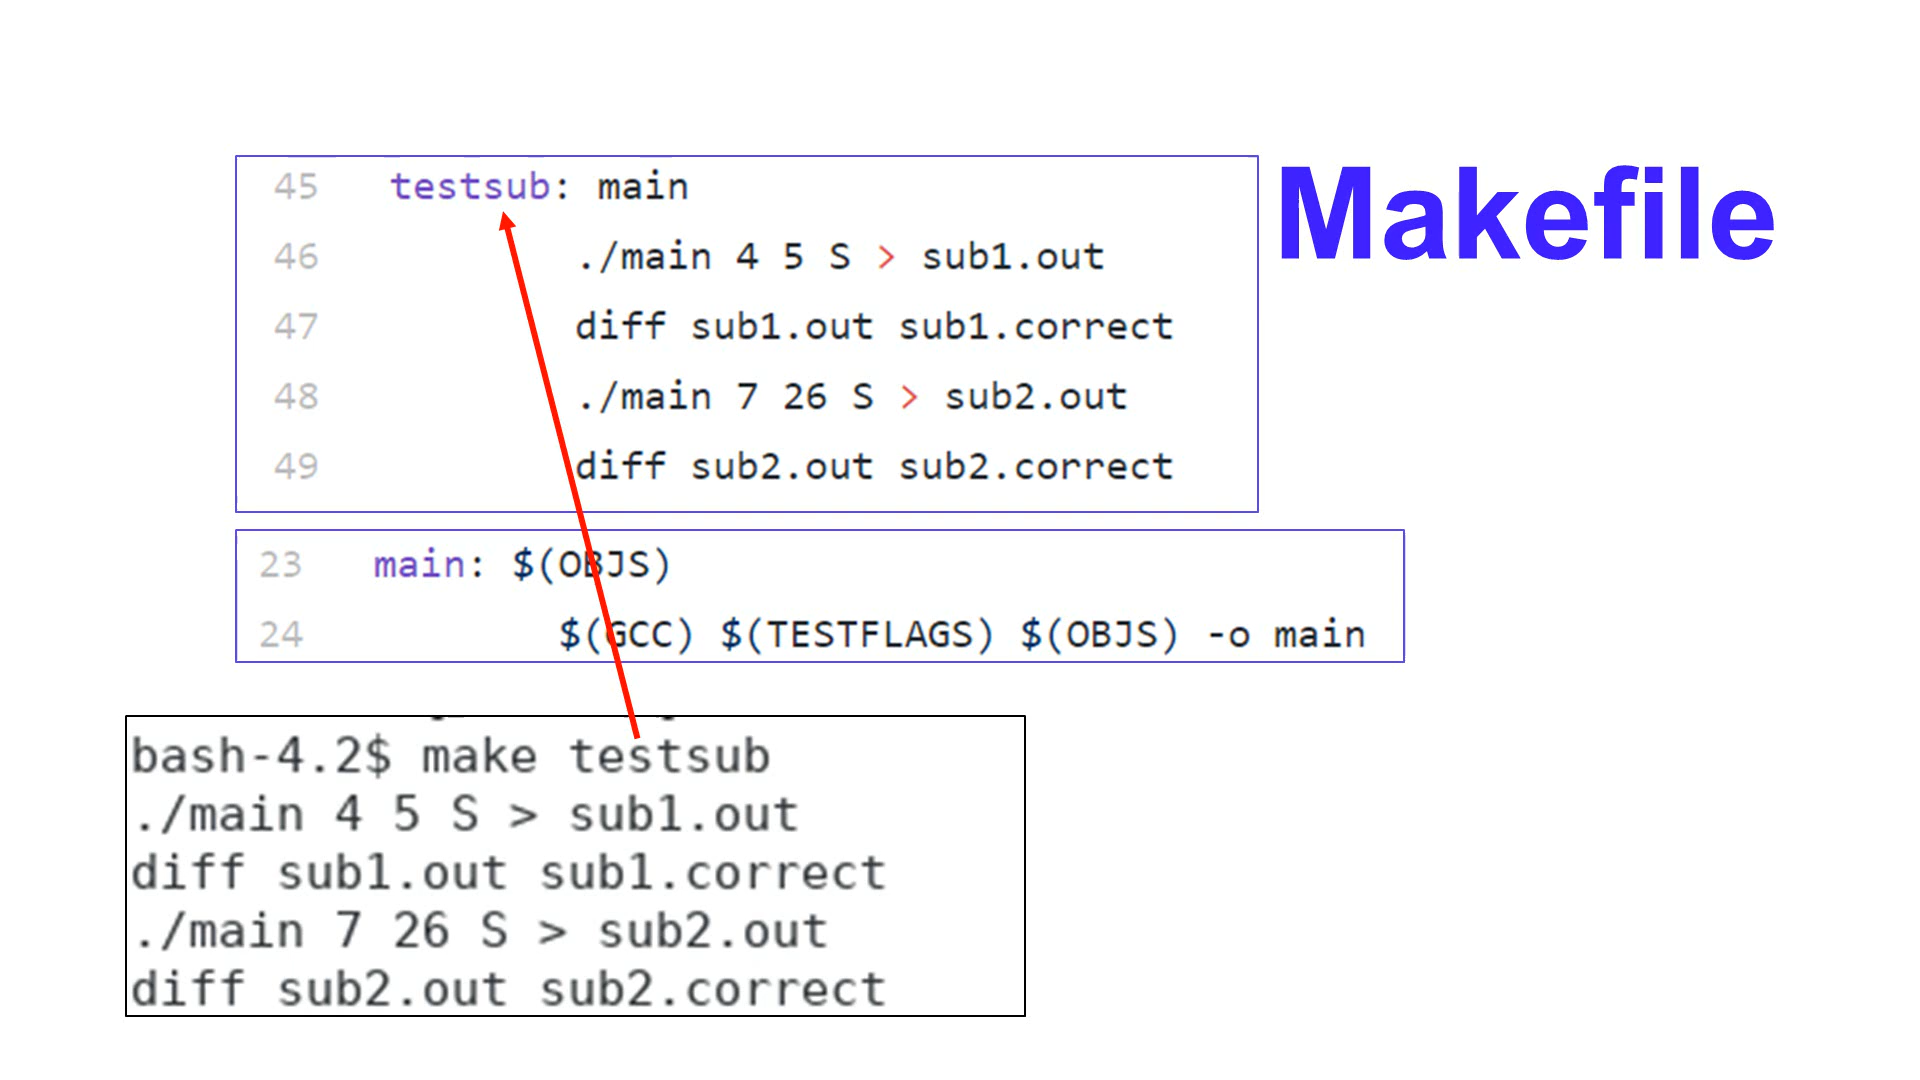 Makefile
45 testsub: main
46 ./main 4 5 S > sub1.out
47 diff sub1.out sub1.correct
48 ./main 7 26 S > sub2.out
49 diff sub2.out sub2.correct
23 main: $(OBJS)
24 $(GCC) $(TESTFLAGS) $(OBJS) -o main
bash-4.2$ make testsub
./main 4 5 S > sub1.out
diff sub1.out sub1.correct
./main 7 26 S > sub2.out
diff sub2.out sub2.correct